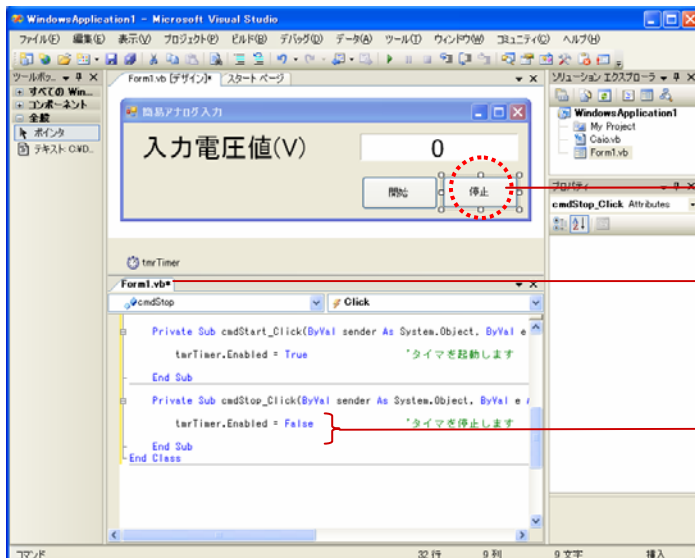 WindowsApplication1 - Microsoft Visual Studio
ファイル(F) 編集(E) 表示(V) プロジェクト(P) ビルド(B) デバッグ(D) データ(A) ツール(T) ウィンドウ(W) コミュニティ(C) ヘルプ(H)
ツールボッ...
すべての Win...
コンポーネント
全般
ポインタ
テキスト: C:¥D...
Form1.vb [デザイン]* スタート ページ
簡易アナログ入力
入力電圧値(V) 0
開始 停止
tmrTimer
Form1.vb*
cmdStop Click
Private Sub cmdStart_Click(ByVal sender As System.Object, ByVal e
tmrTimer.Enabled = True 'タイマを起動します
End Sub
Private Sub cmdStop_Click(ByVal sender As System.Object, ByVal e
tmrTimer.Enabled = False 'タイマを停止します
End Sub
End Class
ソリューション エクスプローラ
WindowsApplication1
My Project
Caio.vb
Form1.vb
プロパティ
cmdStop_Click Attributes
コマンド 32 行 9 列 9 文字 挿入